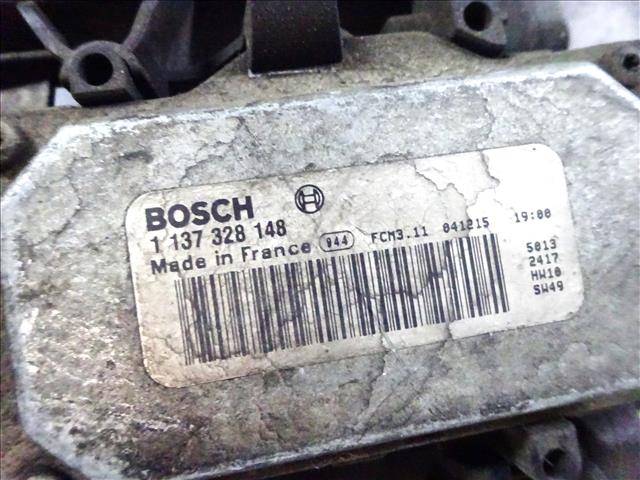 BOSCH
1 137 328 148
Made in France 944 FCM3.11 041215 19:00
5013
2417
HW10
SW49